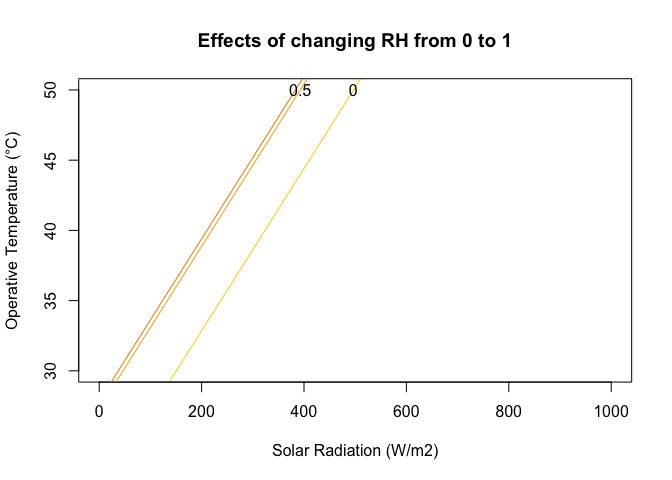 Effects of changing RH from 0 to 1
50
45
40
35
30
0.5 0
Operative Temperature (°C)
0 200 400 600 800 1000
Solar Radiation (W/m2)